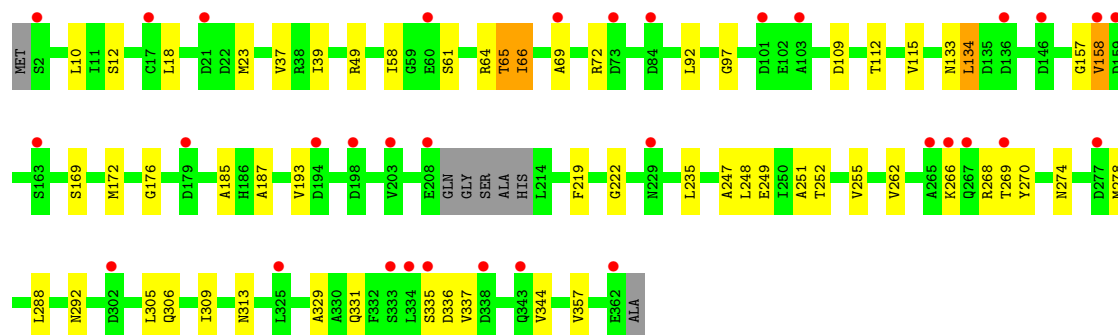 MET S2 L10 I11 S12 C17 L18 D21 D22 M23 V37 R38 I39 R49 I58 G59 E60 S61 R64 T65 I66 A69 R72 D73 D84 L92 G97 D101 E102 A103 D109 T112 V115 N133 L134 D135 D136 D146 G157 V158 D159
S163 S169 M172 G176 D179 A185 H186 A187 V193 D194 D198 V203 E208 GLN GLY SER ALA HIS L214 F219 G222 N229 L235 A247 L248 E249 I250 A251 T252 V255 V262 A265 K266 Q267 R268 T269 Y270 N274 D277 M278
L288 N292 D302 L305 Q306 I309 N313 L325 A329 A330 Q331 F332 S333 L334 S335 D336 V337 D338 Q343 V344 V357 E362 ALA